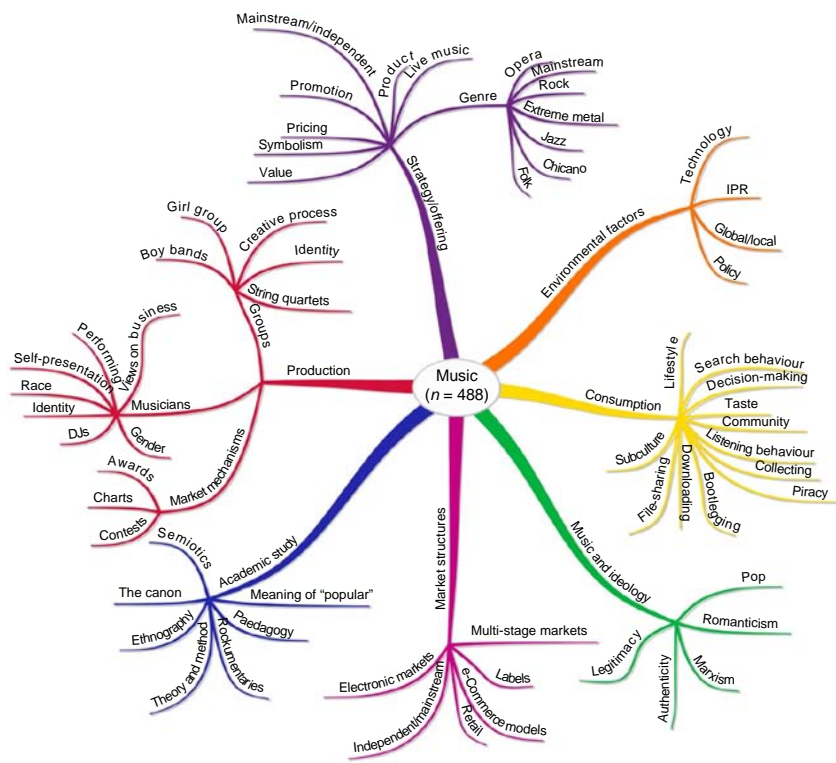 Music
(n = 488)
Strategy/offering
Mainstream/independent
Promotion
Pricing
Symbolism
Value
Product
Live music
Genre
Opera
Mainstream
Rock
Extreme metal
Jazz
Chicano
Folk
Environmental factors
Technology
IPR
Global/local
Policy
Consumption
Lifestyle
Search behaviour
Decision-making
Taste
Community
Listening behaviour
Collecting
Piracy
Bootlegging
Downloading
File-sharing
Subculture
Music and ideology
Pop
Romanticism
Marxism
Authenticity
Legitimacy
Market structures
Multi-stage markets
Labels
e-Commerce models
Retail
Independent/mainstream
Electronic markets
Academic study
Semiotics
The canon
Ethnography
Theory and method
Rockumentaries
Paedagogy
Meaning of “popular”
Production
Groups
Girl group
Boy bands
Creative process
Identity
String quartets
Musicians
Views on business
Performing
Self-presentation
Race
Identity
DJs
Gender
Market mechanisms
Awards
Charts
Contests